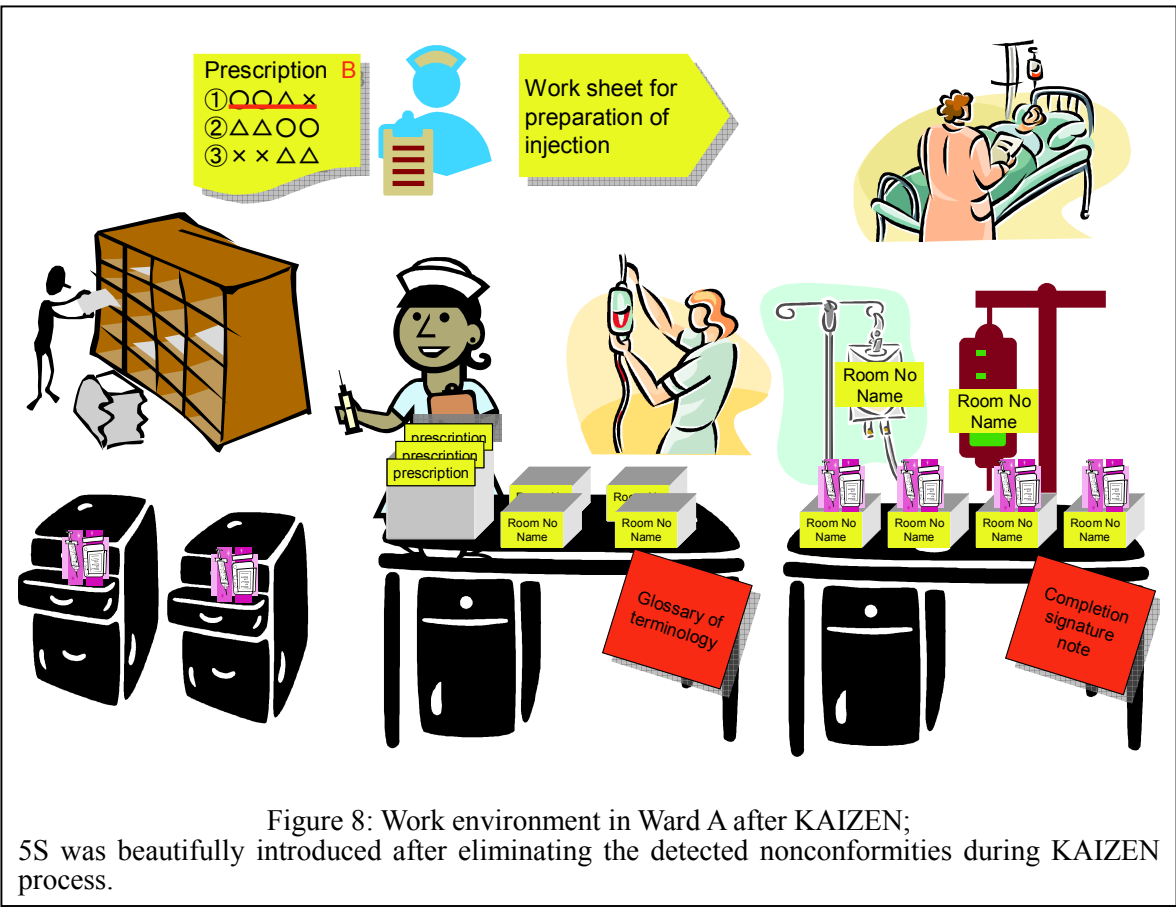 Prescription B
①○○△×
②△△○○
③××△△
Work sheet for
preparation of
injection
Room No
Name
Room No
Name
prescription
prescription
prescription
Room No
Name
Room No
Name
Room No
Name
Room No
Name
Room No
Name
Room No
Name
Glossary of
terminology
Completion
signature
note
Figure 8: Work environment in Ward A after KAIZEN;
5S was beautifully introduced after eliminating the detected nonconformities during KAIZEN
process.